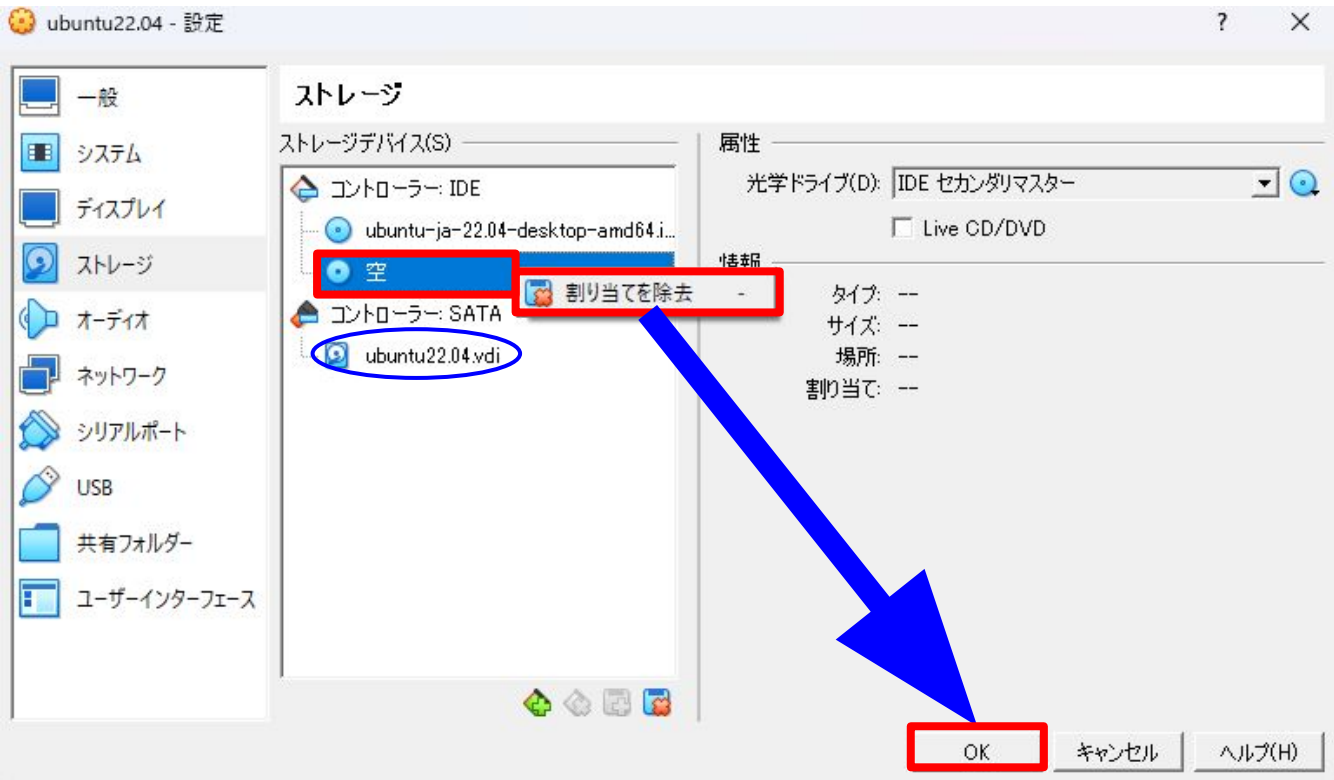 ubuntu22.04 - 設定
? ×
一般
システム
ディスプレイ
ストレージ
オーディオ
ネットワーク
シリアルポート
USB
共有フォルダー
ユーザーインターフェース
ストレージ
ストレージデバイス(S)
コントローラー: IDE
ubuntu-ja-22.04-desktop-amd64.i...
空
割り当てを除去 -
コントローラー: SATA
ubuntu22.04.vdi
属性
光学ドライブ(D): IDE セカンダリマスター
Live CD/DVD
情報
タイプ: --
サイズ: --
場所: --
割り当て: --
OK キャンセル ヘルプ(H)